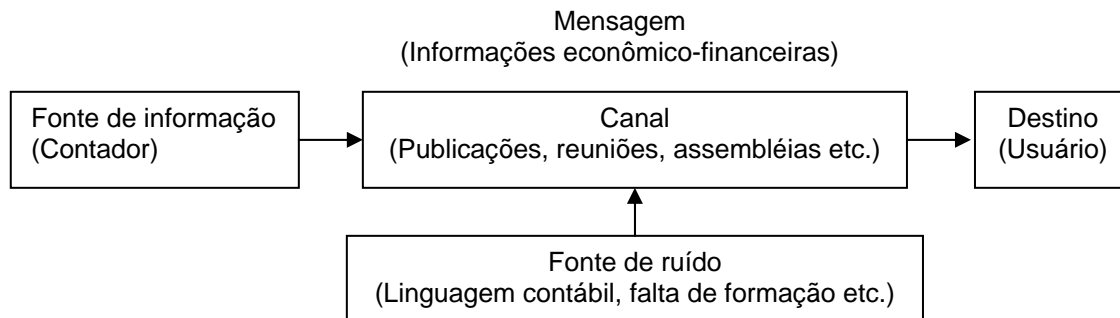 Mensagem
(Informações econômico-financeiras)
Fonte de informação
(Contador)
Canal
(Publicações, reuniões, assembléias etc.)
Destino
(Usuário)
Fonte de ruído
(Linguagem contábil, falta de formação etc.)